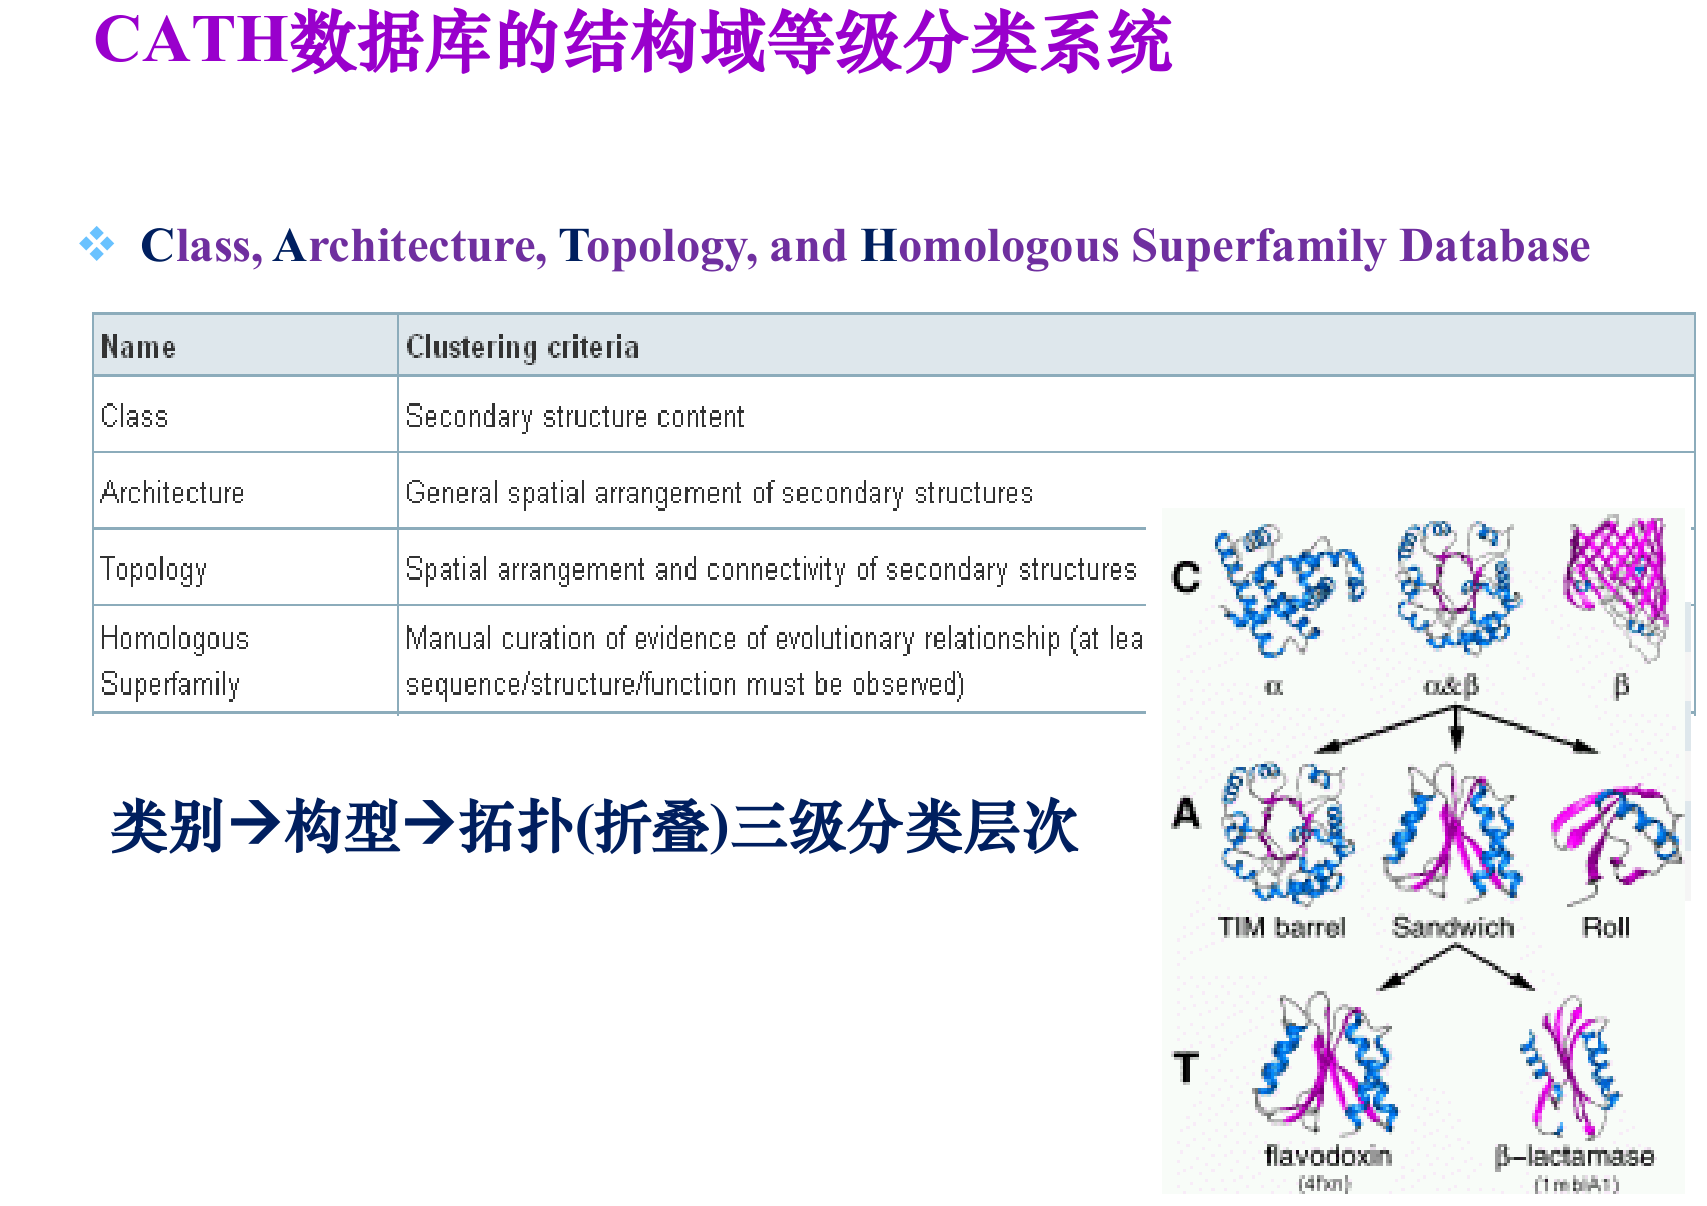 CATH数据库的结构域等级分类系统
Class, Architecture, Topology, and Homologous Superfamily Database
Name Clustering criteria
Class Secondary structure content
Architecture General spatial arrangement of secondary structures
Topology Spatial arrangement and connectivity of secondary structures
Homologous Superfamily Manual curation of evidence of evolutionary relationship (at lea
sequence/structure/function must be observed)
类别→构型→拓扑(折叠)三级分类层次
C
α α&β β
A
TIM barrel Sandwich Roll
T
flavodoxin β-lactamase
(4fxn) (1mblA1)